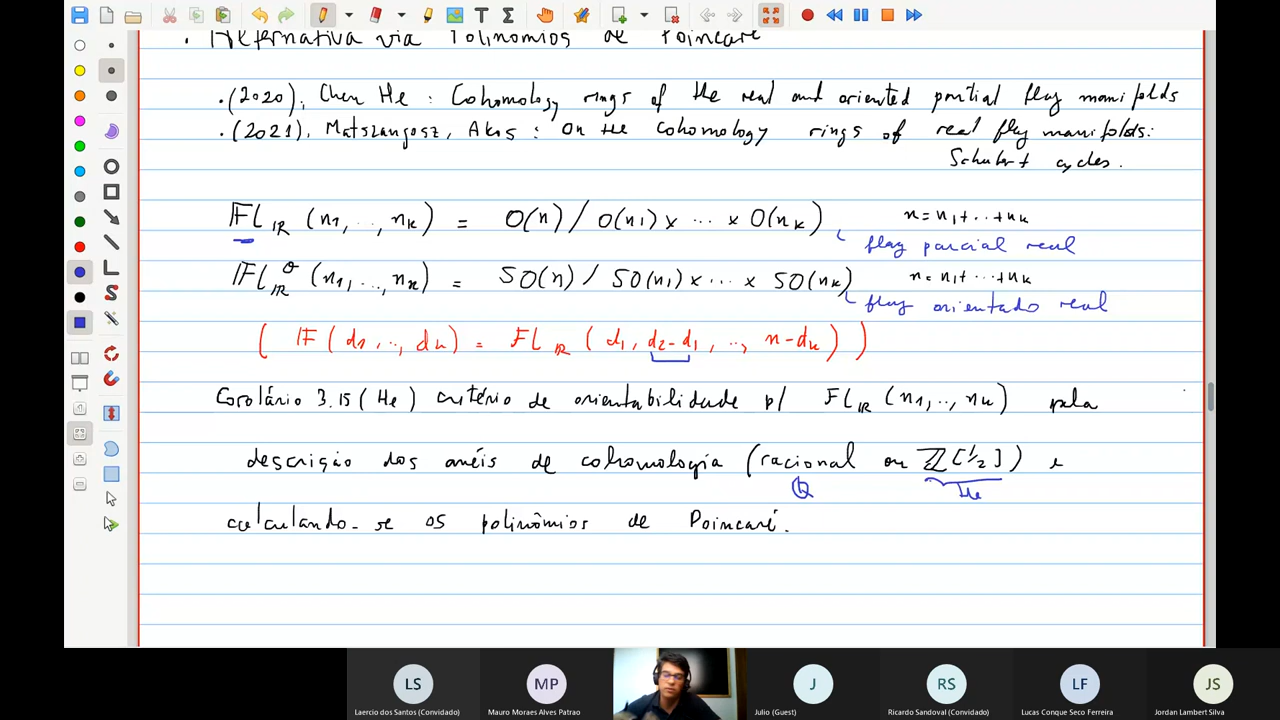 . Alternativa via Polinômios de Poincaré
.(2020), Chen He : Cohomology rings of the real and oriented partial flag manifolds
.(2021), Matszangosz, Akos : On the cohomology rings of real flag manifolds:
Schubert cycles.
𝔽L_ℝ (n1,..,nk) = O(n) / O(n1) × ⋯ × O(nk) n = n1 + ⋯ + nk
flag parcial real
𝔽L_ℝ^σ (n1,..,nk) = SO(n) / SO(n1) × ⋯ × SO(nk) n = n1 + ⋯ + nk
flag orientado real
( 𝔽 (d1,..,dk) = FL_ℝ (d1, d2-d1, .., n-dk) )
Corolário 3.15 (He) critério de orientabilidade p/ FL_ℝ (n1,..,nk) pela
descrição dos anéis de cohomologia (racional ou ℤ[1/2]) e
ℚ He
calculando-se os polinômios de Poincaré.
LS MP J RS LF JS
Laercio dos Santos (Convidado) Mauro Moraes Alves Patrao Julio (Guest) Ricardo Sandoval (Convidado) Lucas Conque Seco Ferreira Jordan Lambert Silva